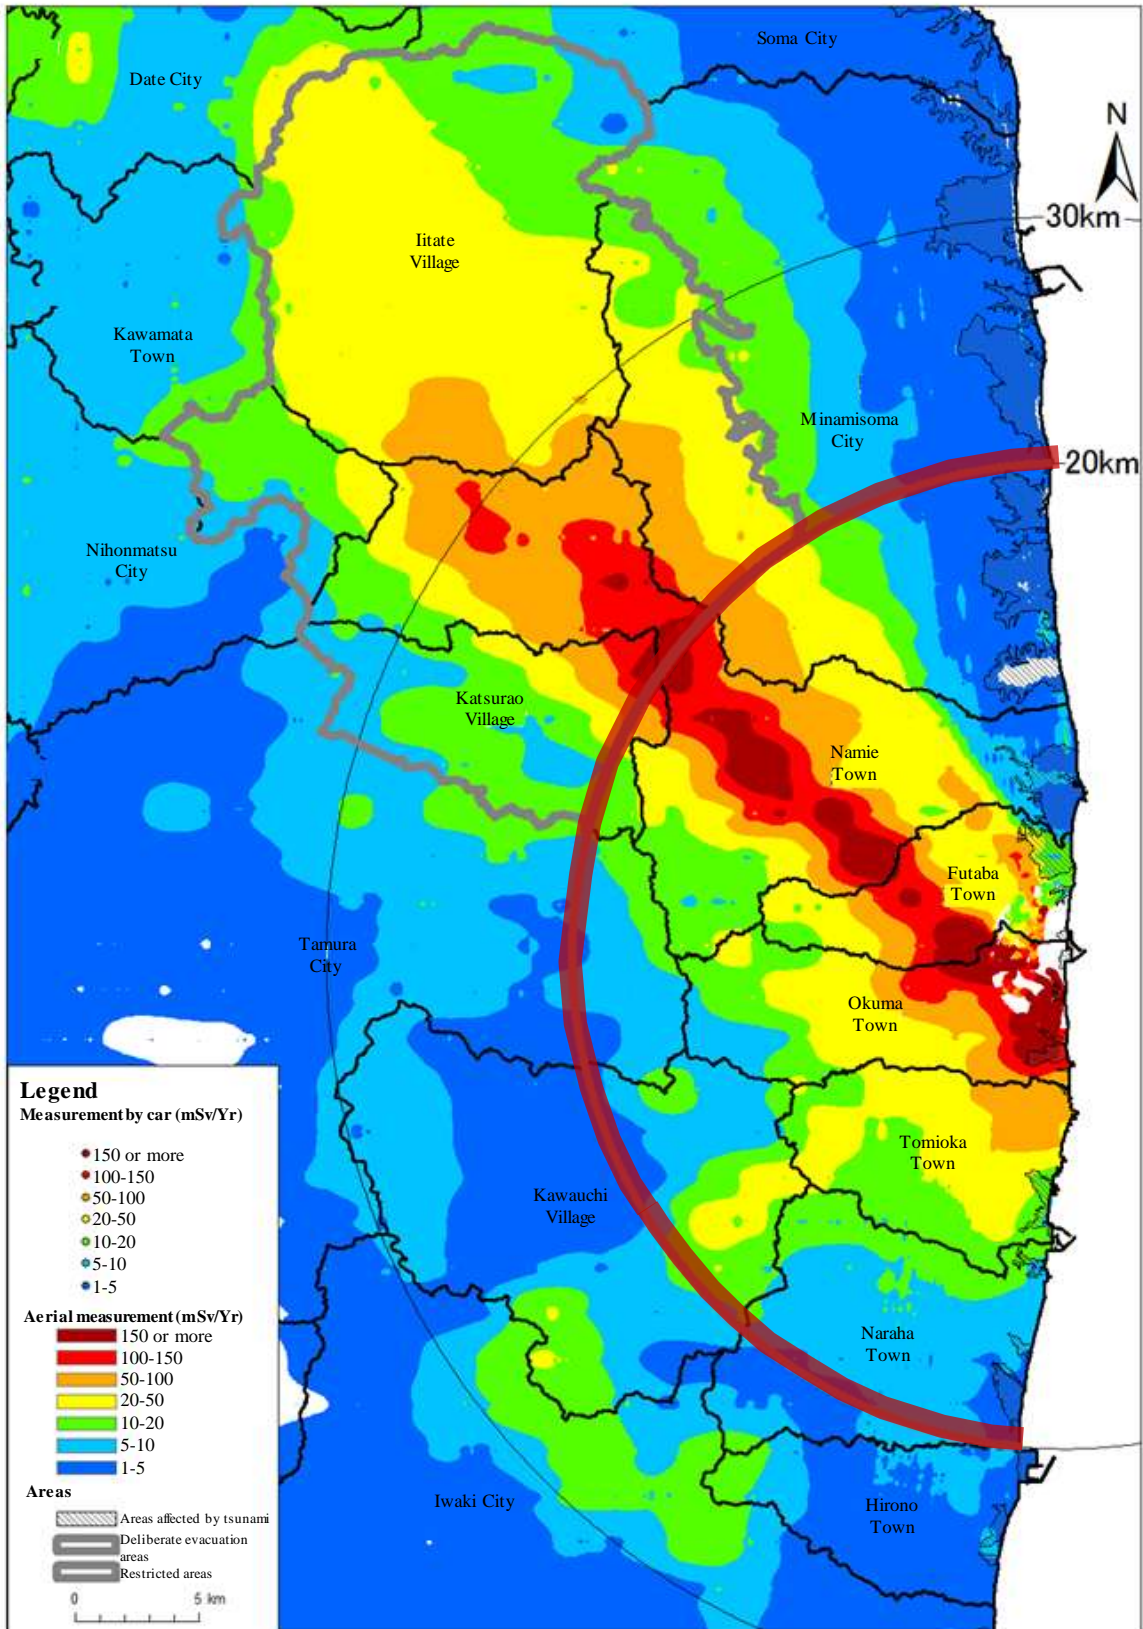 Soma City
Date City
N
30km
Iitate
Village
Kawamata
Town
Minamisoma
City
20km
Nihonmatsu
City
Katsurao
Village
Namie
Town
Futaba
Town
Tamura
City
Okuma
Town
Tomioka
Town
Kawauchi
Village
Naraha
Town
Iwaki City
Hirono
Town
Legend
Measurement by car (mSv/Yr)
150 or more
100-150
50-100
20-50
10-20
5-10
1-5
Aerial measurement (mSv/Yr)
150 or more
100-150
50-100
20-50
10-20
5-10
1-5
Areas
Areas affected by tsunami
Deliberate evacuation
areas
Restricted areas
0 5 km